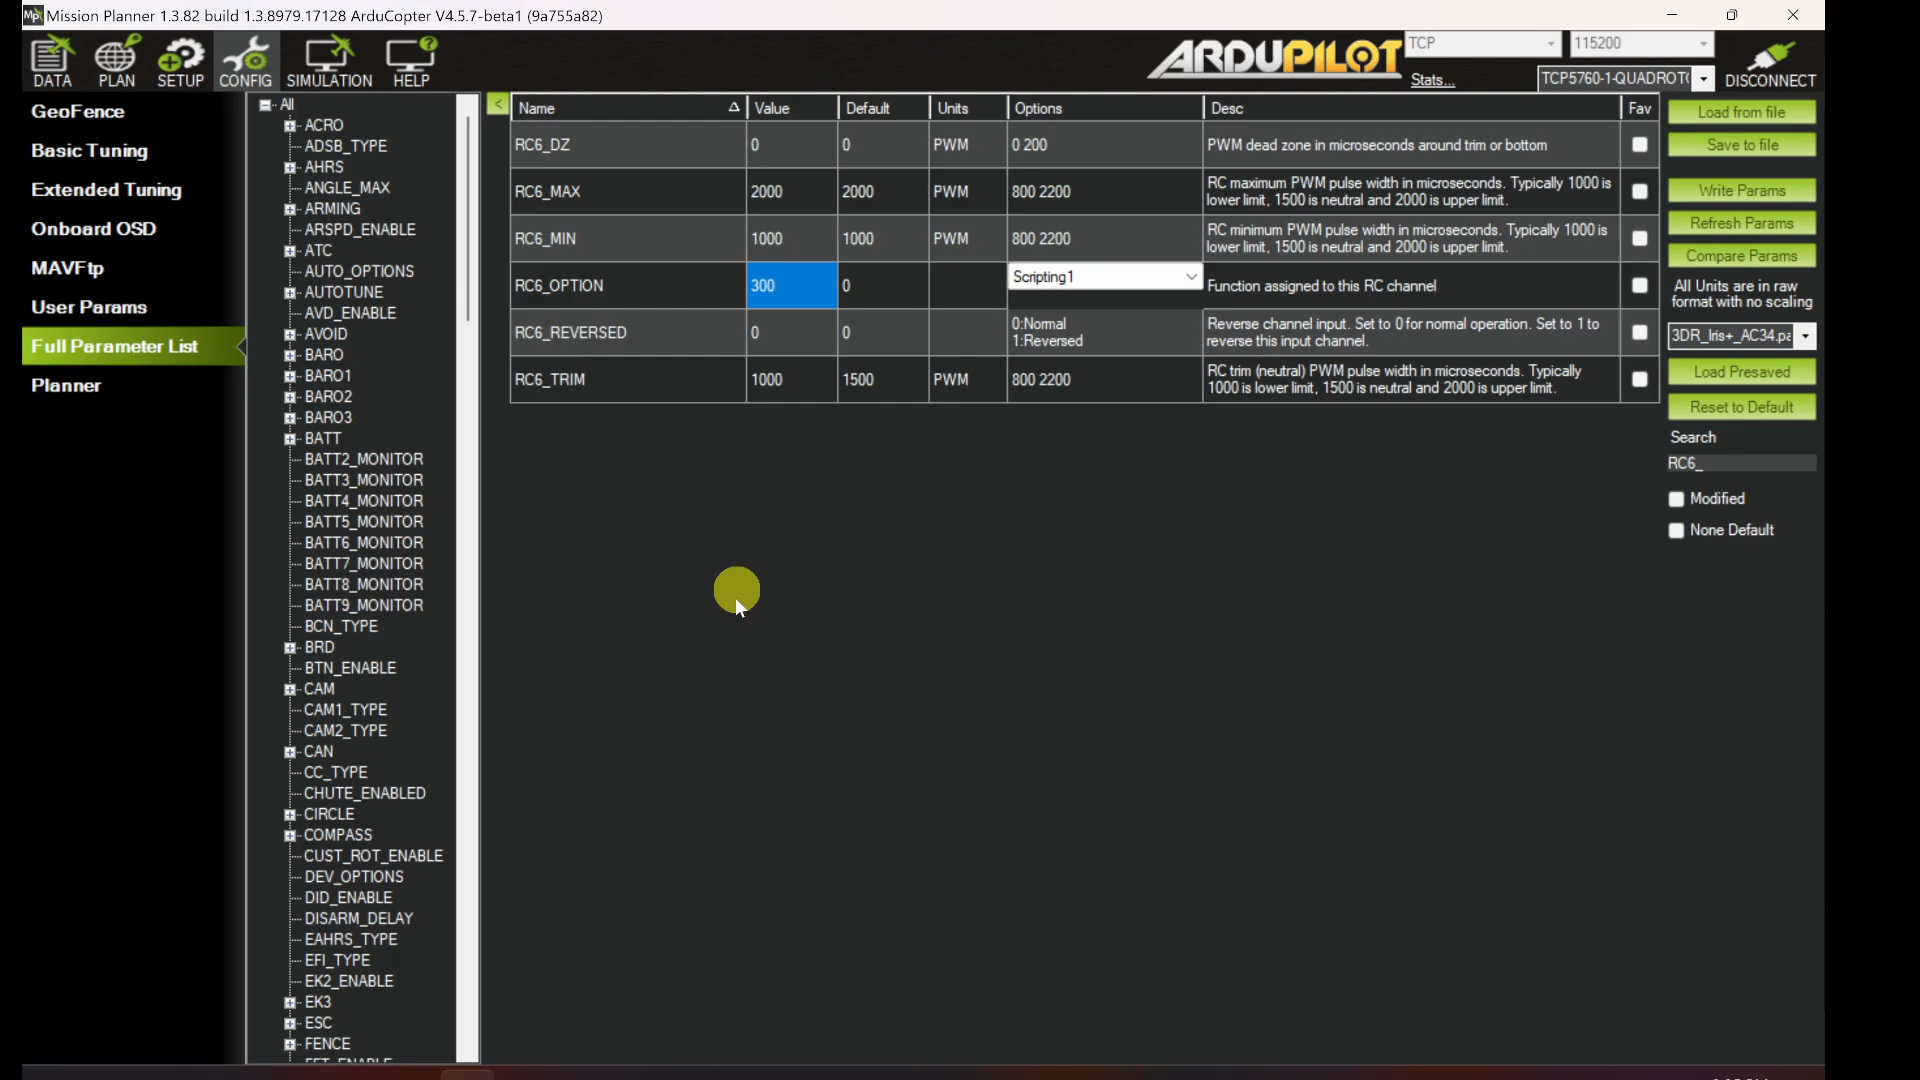 Mission Planner 1.3.82 build 1.3.8979.17128 ArduCopter V4.5.7-beta1 (9a755a82)
DATA
PLAN
SETUP
CONFIG
SIMULATION
HELP
ARDUPILOT
TCP
115200
Stats...
TCP5760-1-QUADROT
DISCONNECT
GeoFence
Basic Tuning
Extended Tuning
Onboard OSD
MAVFtp
User Params
Full Parameter List
Planner
All
ACRO
ADSB_TYPE
AHRS
ANGLE_MAX
ARMING
ARSPD_ENABLE
ATC
AUTO_OPTIONS
AUTOTUNE
AVD_ENABLE
AVOID
BARO
BARO1
BARO2
BARO3
BATT
BATT2_MONITOR
BATT3_MONITOR
BATT4_MONITOR
BATT5_MONITOR
BATT6_MONITOR
BATT7_MONITOR
BATT8_MONITOR
BATT9_MONITOR
BCN_TYPE
BRD
BTN_ENABLE
CAM
CAM1_TYPE
CAM2_TYPE
CAN
CC_TYPE
CHUTE_ENABLED
CIRCLE
COMPASS
CUST_ROT_ENABLE
DEV_OPTIONS
DID_ENABLE
DISARM_DELAY
EAHRS_TYPE
EFI_TYPE
EK2_ENABLE
EK3
ESC
FENCE
<
Name Value Default Units Options Desc Fav
RC6_DZ 0 0 PWM 0 200 PWM dead zone in microseconds around trim or bottom
RC6_MAX 2000 2000 PWM 800 2200 RC maximum PWM pulse width in microseconds. Typically 1000 is
lower limit, 1500 is neutral and 2000 is upper limit.
RC6_MIN 1000 1000 PWM 800 2200 RC minimum PWM pulse width in microseconds. Typically 1000 is
lower limit, 1500 is neutral and 2000 is upper limit.
RC6_OPTION 300 0 Scripting1 Function assigned to this RC channel
RC6_REVERSED 0 0 0:Normal
1:Reversed
Reverse channel input. Set to 0 for normal operation. Set to 1 to
reverse this input channel.
RC6_TRIM 1000 1500 PWM 800 2200 RC trim (neutral) PWM pulse width in microseconds. Typically
1000 is lower limit, 1500 is neutral and 2000 is upper limit.
Load from file
Save to file
Write Params
Refresh Params
Compare Params
All Units are in raw
format with no scaling
3DR_Iris+_AC34.pa
Load Presaved
Reset to Default
Search
RC6_
Modified
None Default